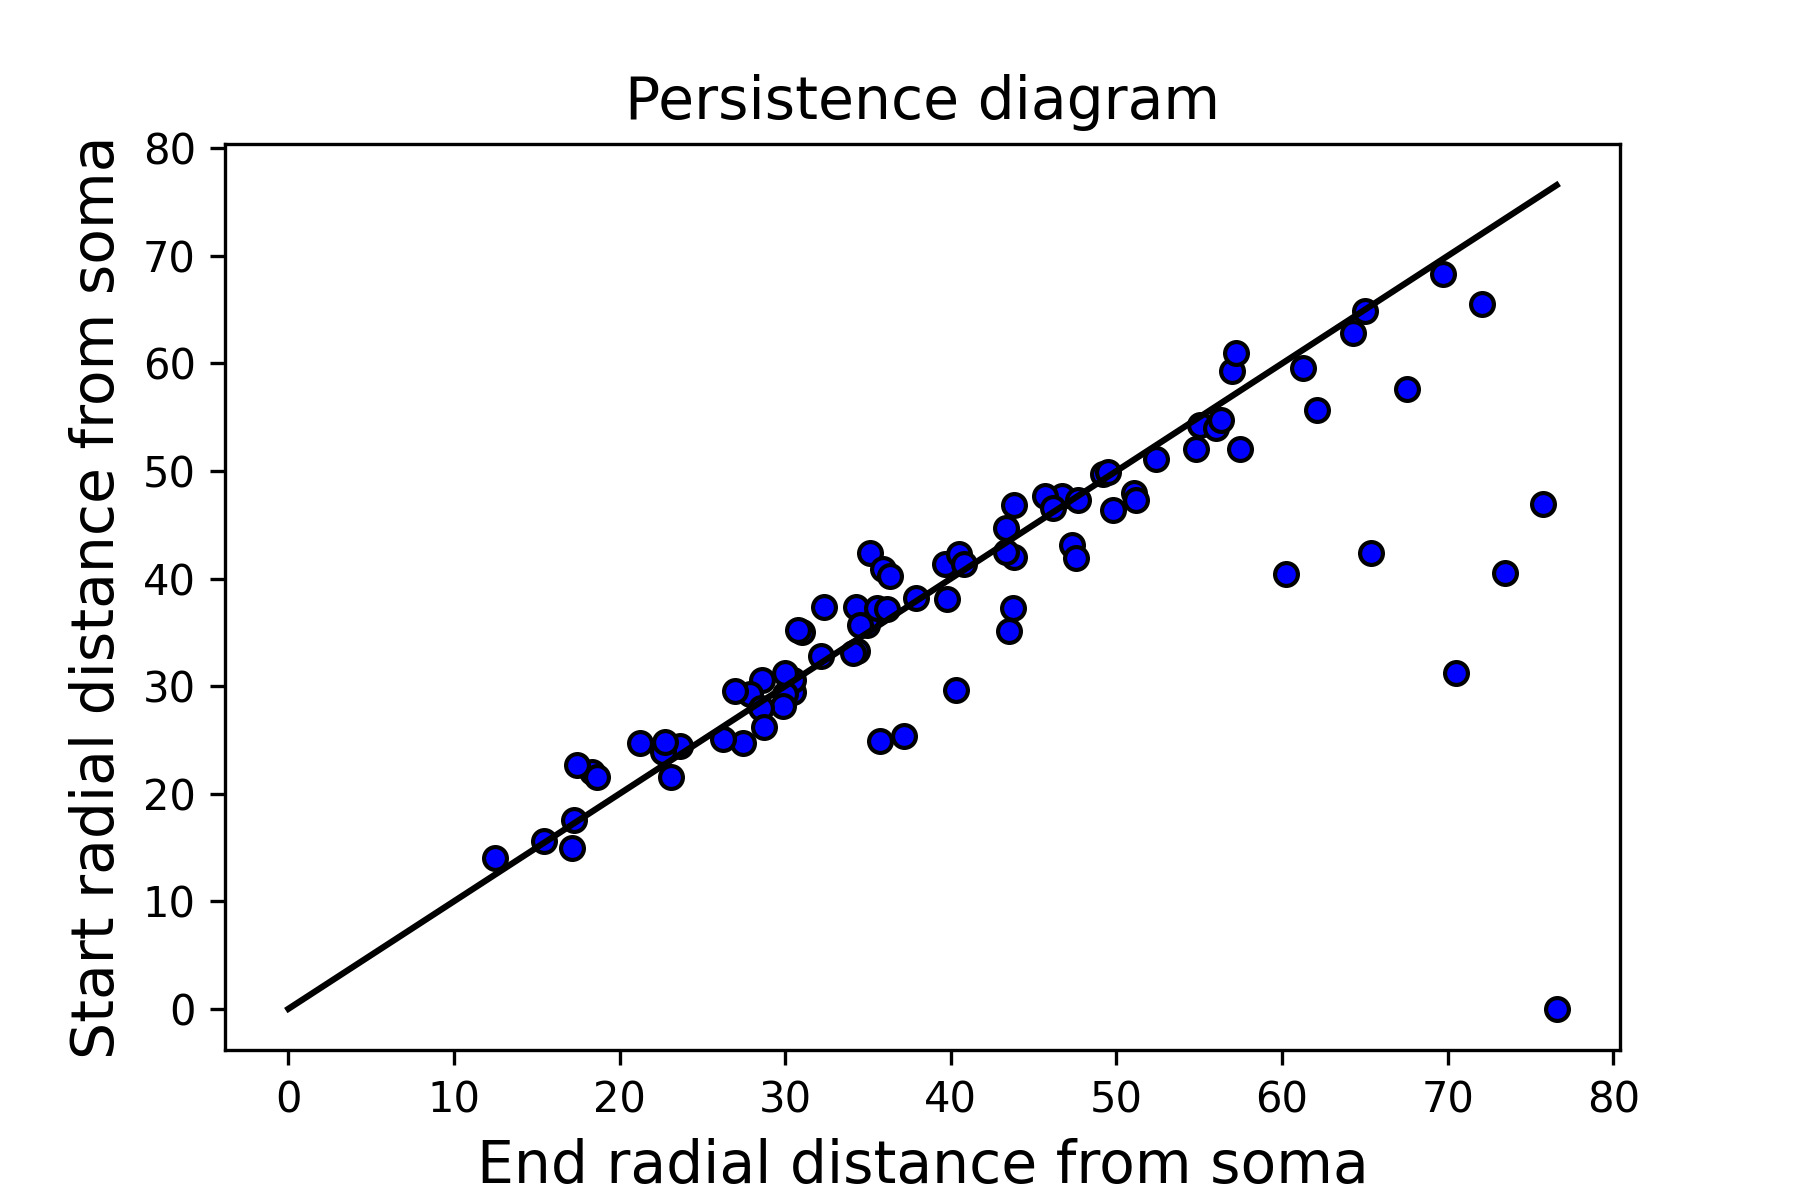 Persistence diagram
Start radial distance from soma
80
70
60
50
40
30
20
10
0
0 10 20 30 40 50 60 70 80
End radial distance from soma